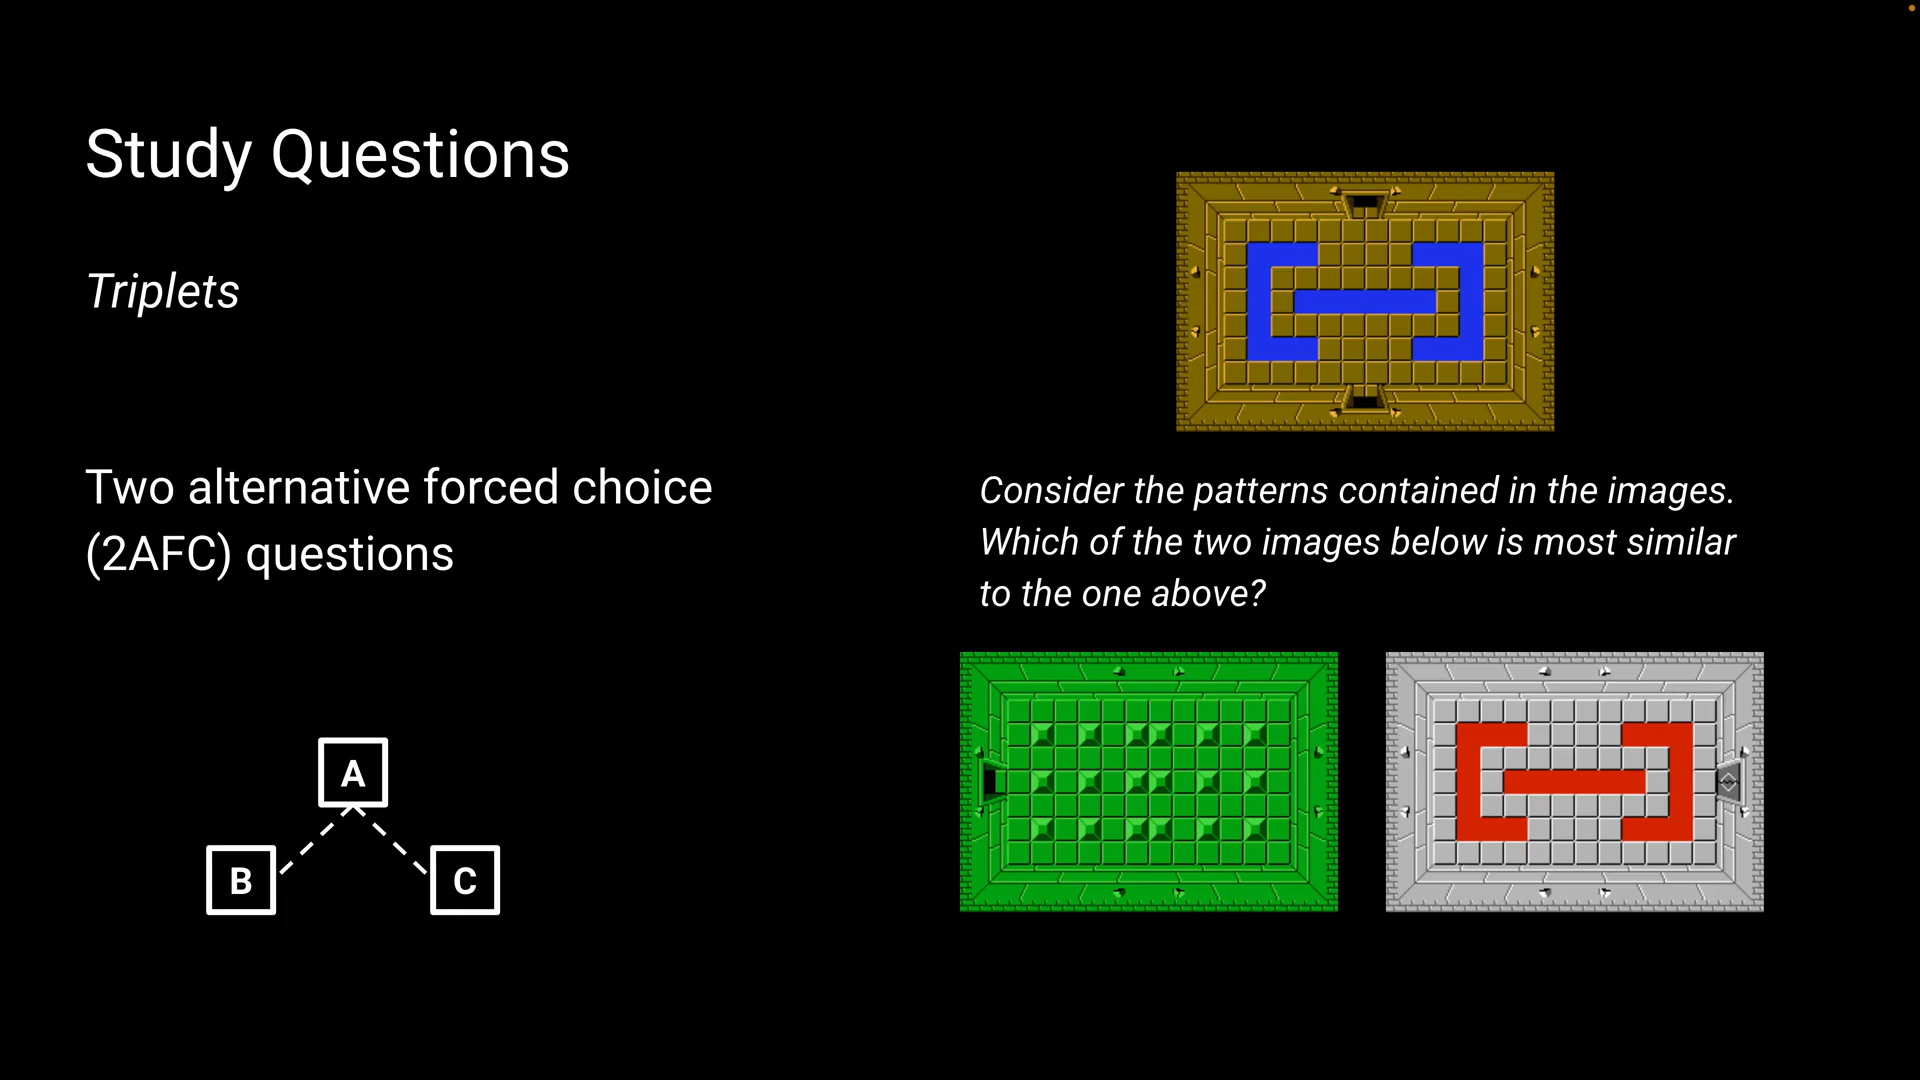 Study Questions
Triplets
Two alternative forced choice
(2AFC) questions
A
B
C
Consider the patterns contained in the images.
Which of the two images below is most similar
to the one above?